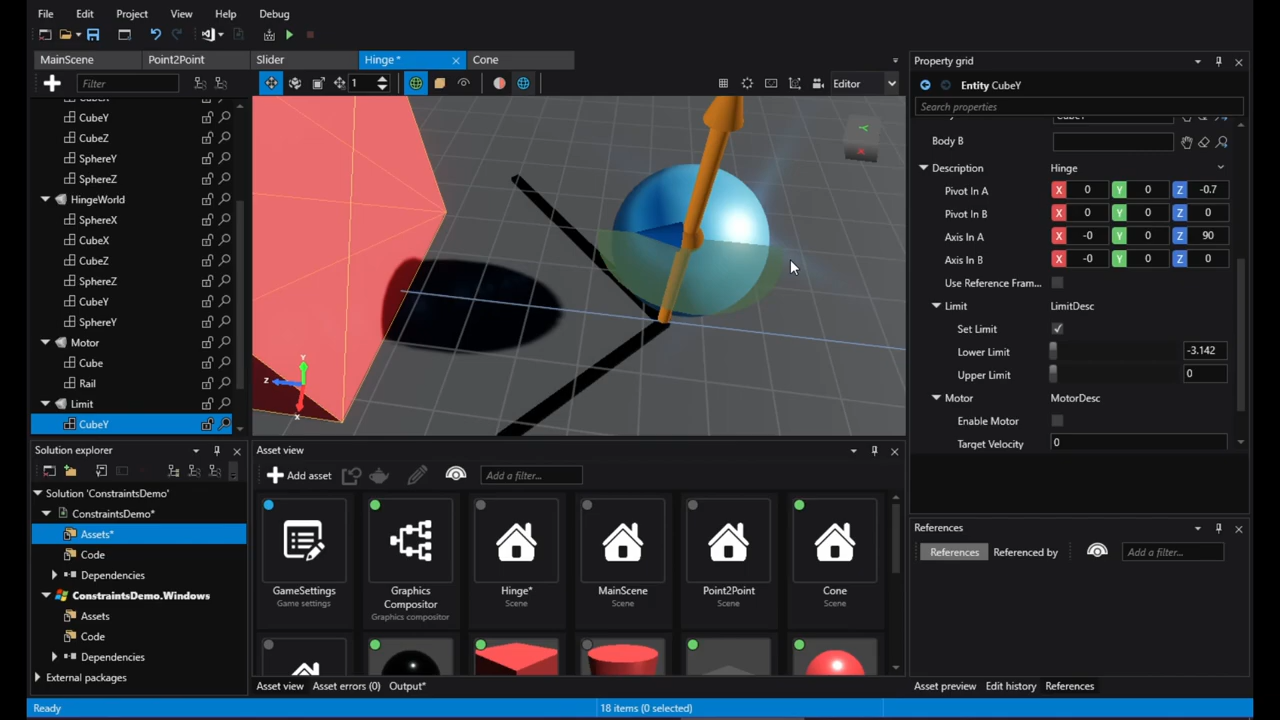 File Edit Project View Help Debug
MainScene Point2Point Slider Hinge * Cone
Filter 1 Editor
CubeY
CubeZ
SphereY
SphereZ
HingeWorld
SphereX
CubeX
CubeZ
SphereZ
CubeY
SphereY
Motor
Cube
Rail
Limit
CubeY
Y
X
Y
Z
X
Property grid
Entity CubeY
Search properties
Body B
Description Hinge
Pivot In A X 0 Y 0 Z -0.7
Pivot In B X 0 Y 0 Z 0
Axis In A X -0 Y 0 Z 90
Axis In B X -0 Y 0 Z 0
Use Reference Fram...
Limit LimitDesc
Set Limit
Lower Limit -3.142
Upper Limit 0
Motor MotorDesc
Enable Motor
Target Velocity 0
Solution explorer
Solution 'ConstraintsDemo'
ConstraintsDemo*
Assets*
Code
Dependencies
ConstraintsDemo.Windows
Assets
Code
Dependencies
External packages
Asset view
Add asset Add a filter...
GameSettings
Game settings
Graphics
Compositor
Graphics compositor
Hinge*
Scene
MainScene
Scene
Point2Point
Scene
Cone
Scene
Asset view Asset errors (0) Output*
References
References Referenced by Add a filter...
Asset preview Edit history References
Ready 18 items (0 selected)